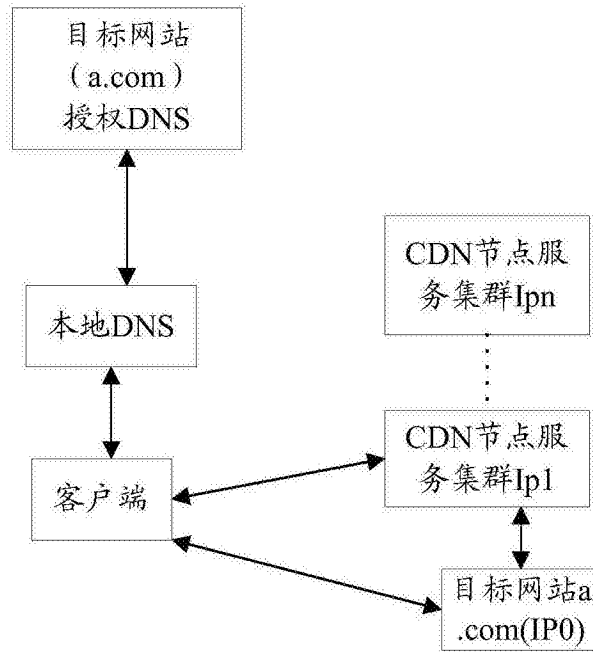 目标网站
（a.com）
授权DNS
本地DNS
客户端
CDN节点服
务集群Ipn
CDN节点服
务集群Ip1
目标网站a
.com(IP0)